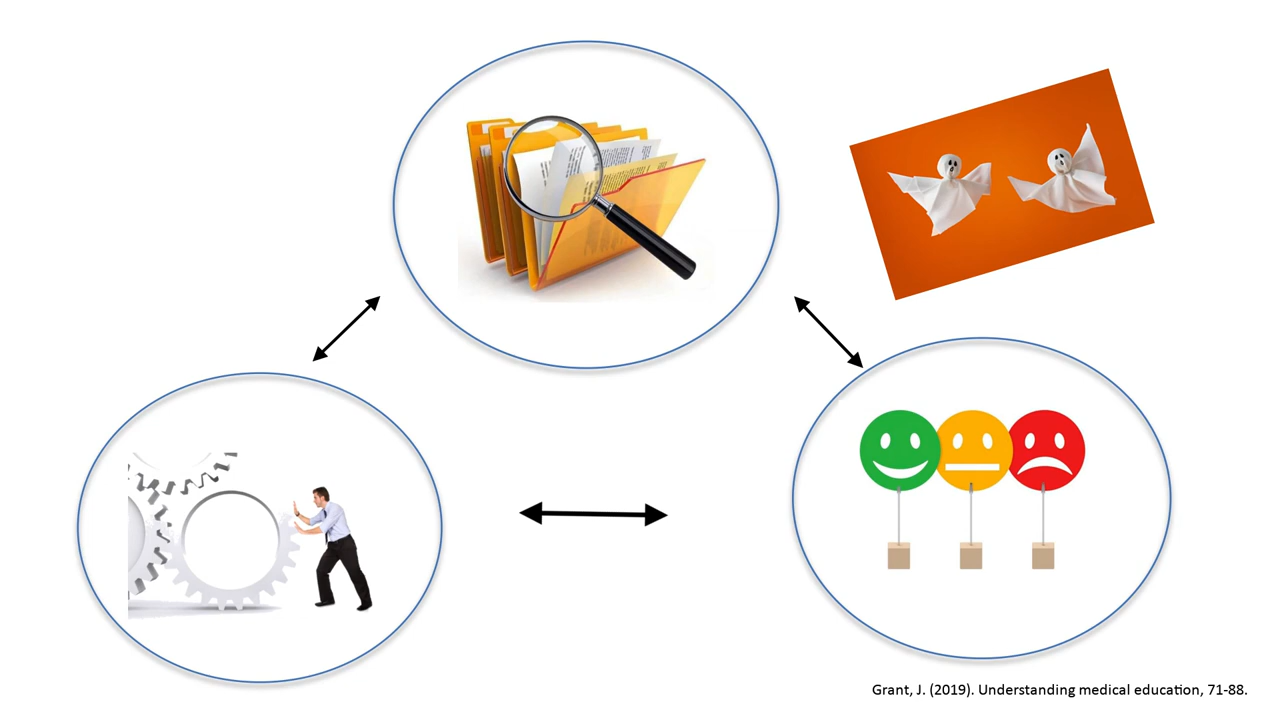 Grant, J. (2019). Understanding medical education, 71-88.